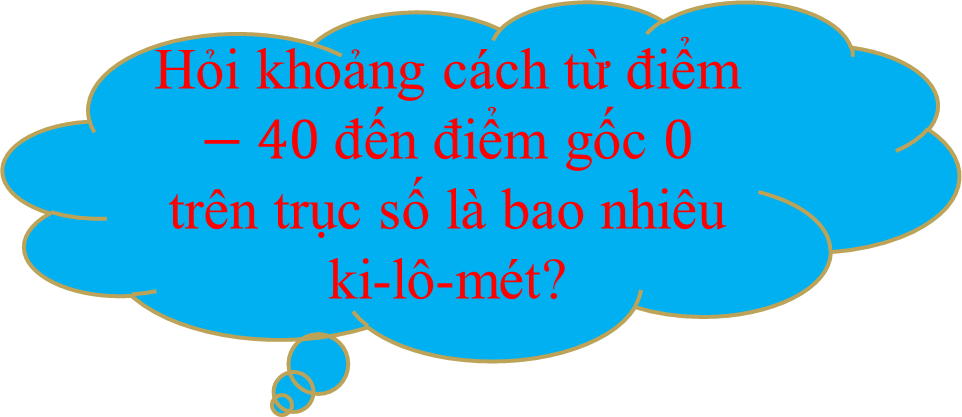 Hỏi khoảng cách từ điểm
− 40 đến điểm gốc 0
trên trục số là bao nhiêu
ki-lô-mét?